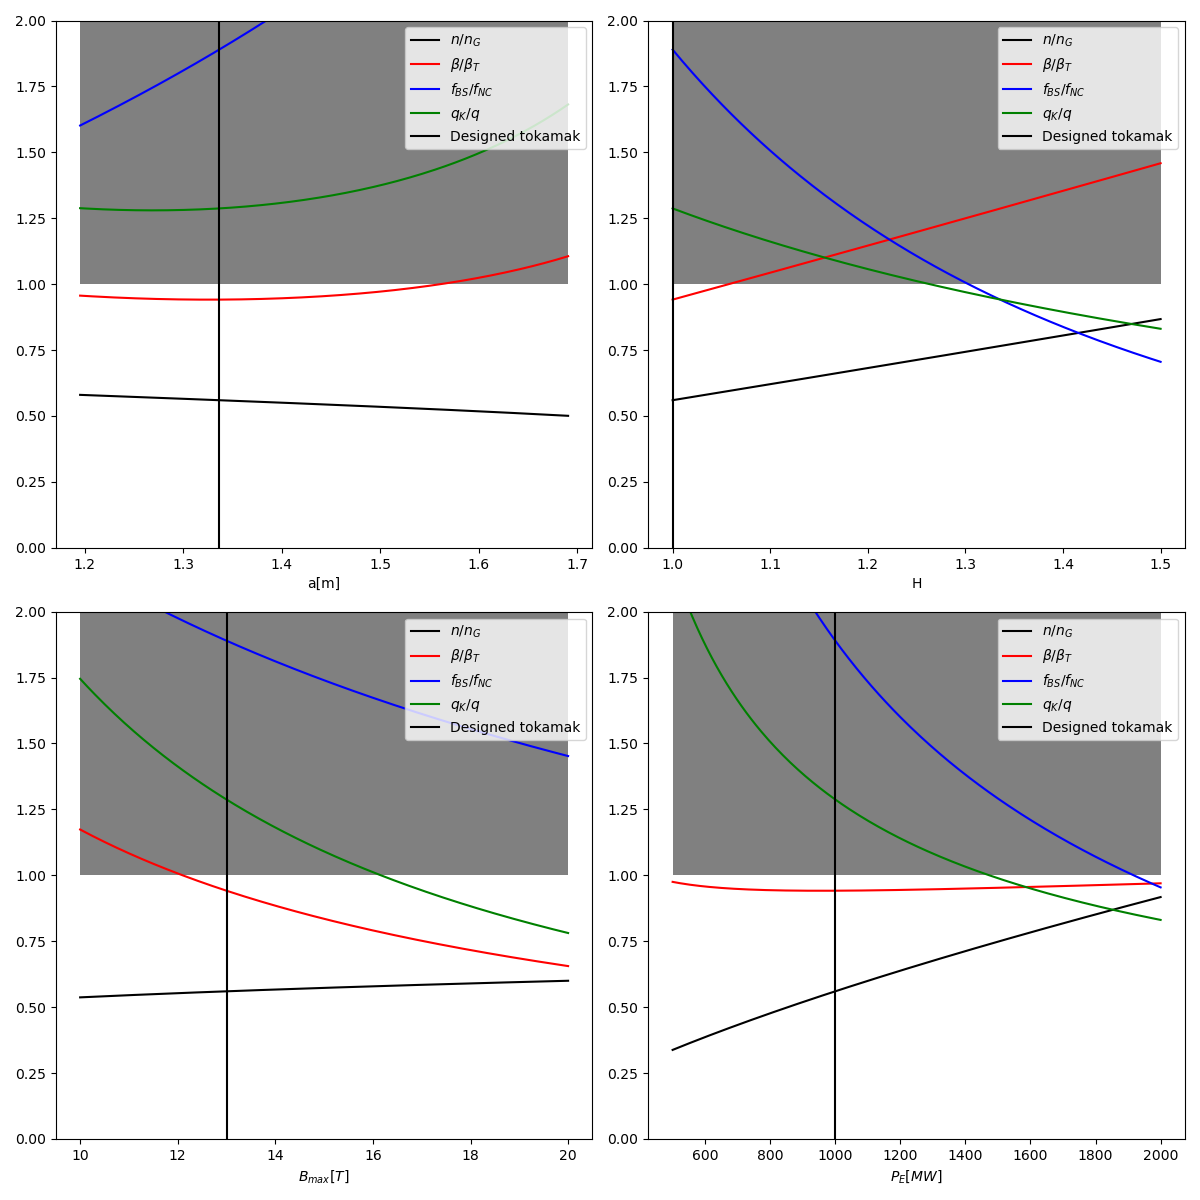 2.00
1.75
1.50
1.25
1.00
0.75
0.50
0.25
0.00
n/n_G
β/β_T
f_BS/f_NC
q_K/q
Designed tokamak
1.2 1.3 1.4 1.5 1.6 1.7
a[m]
2.00
1.75
1.50
1.25
1.00
0.75
0.50
0.25
0.00
n/n_G
β/β_T
f_BS/f_NC
q_K/q
Designed tokamak
1.0 1.1 1.2 1.3 1.4 1.5
H
2.00
1.75
1.50
1.25
1.00
0.75
0.50
0.25
0.00
n/n_G
β/β_T
f_BS/f_NC
q_K/q
Designed tokamak
10 12 14 16 18 20
B_max[T]
2.00
1.75
1.50
1.25
1.00
0.75
0.50
0.25
0.00
n/n_G
β/β_T
f_BS/f_NC
q_K/q
Designed tokamak
600 800 1000 1200 1400 1600 1800 2000
P_E[MW]